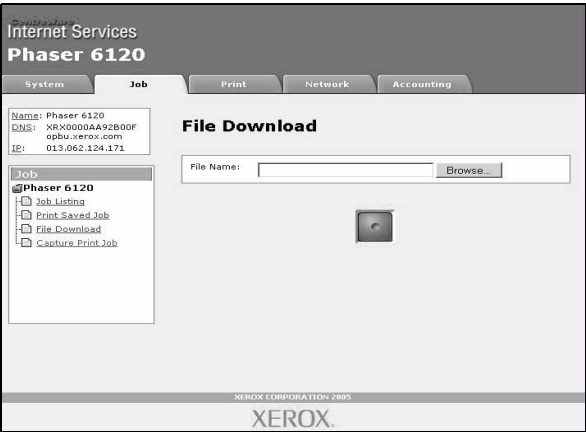 CentreWare
Internet Services
Phaser 6120
System Job Print Network Accounting
Name: Phaser 6120
DNS: XRX0000AA92B00F
opbu.xerox.com
IP: 013.062.124.171
File Download
File Name: Browse...
Job
Phaser 6120
Job Listing
Print Saved Job
File Download
Capture Print Job
XEROX CORPORATION 2005
XEROX.